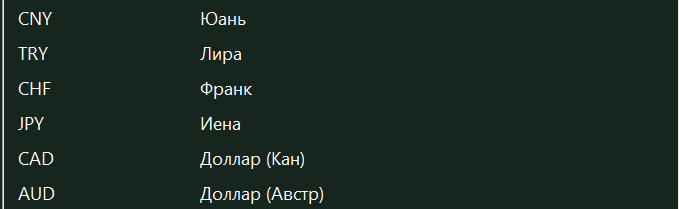 CNY Юань
TRY Лира
CHF Франк
JPY Иена
CAD Доллар (Кан)
AUD Доллар (Австр)